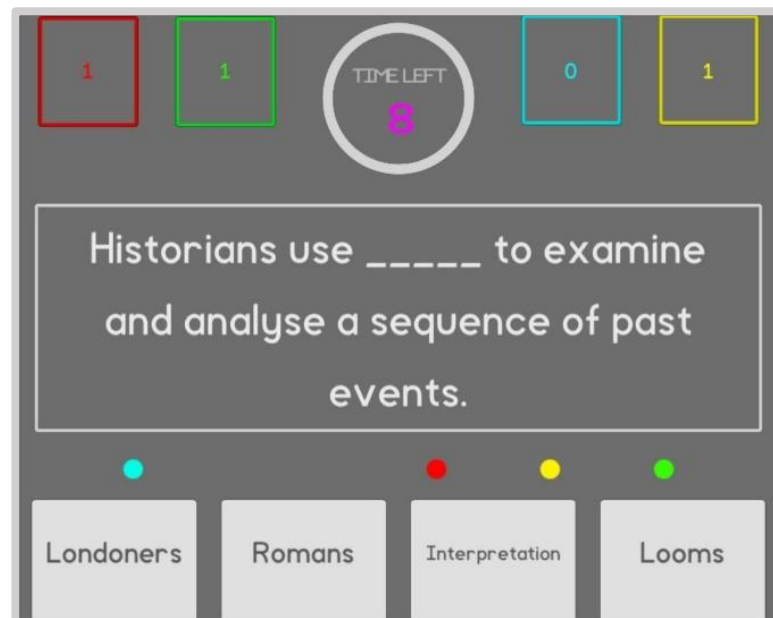 1
1
TIME LEFT
8
0
1
Historians use _____ to examine
and analyse a sequence of past
events.
Londoners
Romans
Interpretation
Looms